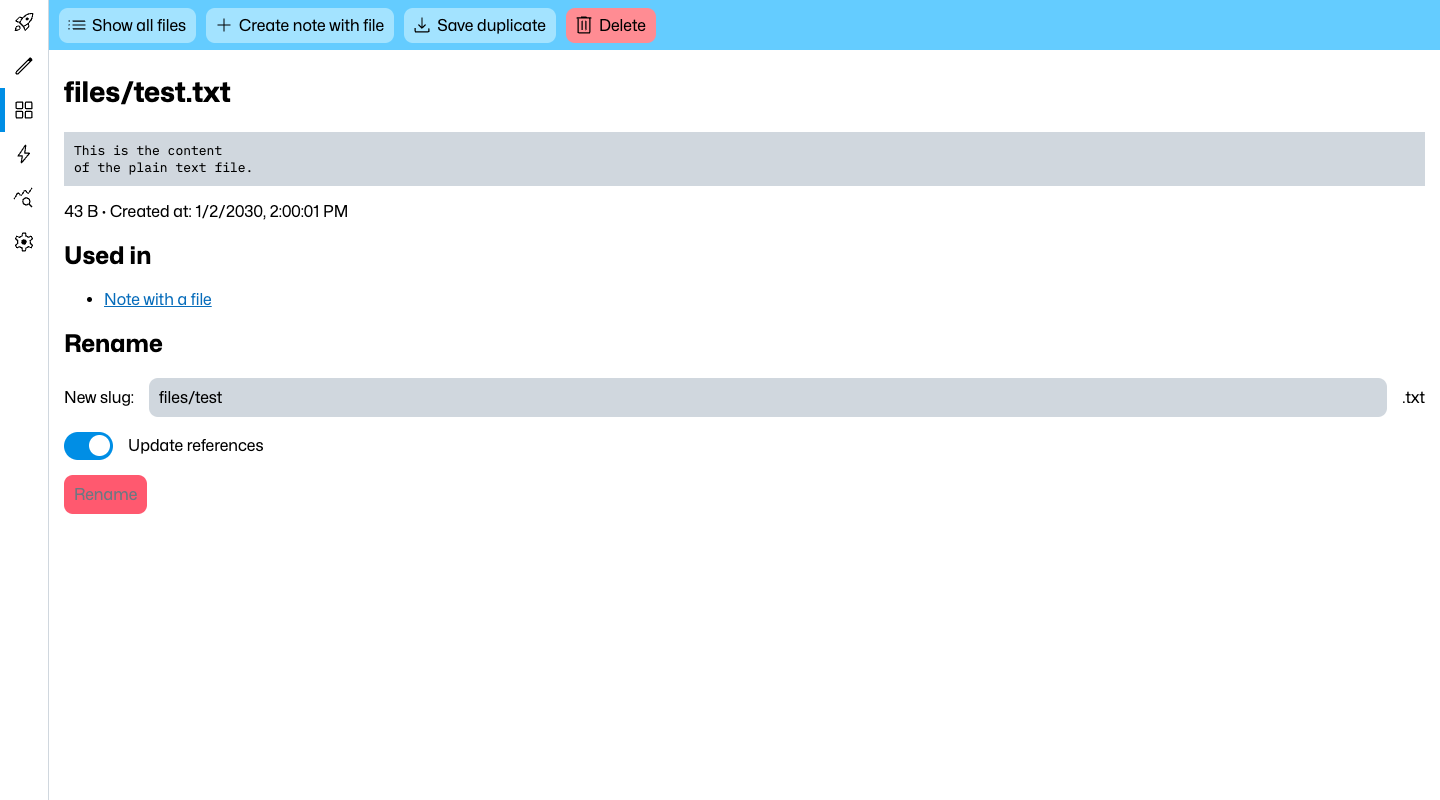 Show all files
Create note with file
Save duplicate
Delete
files/test.txt
This is the content
of the plain text file.
43 B • Created at: 1/2/2030, 2:00:01 PM
Used in
Note with a file
Rename
New slug:
files/test
.txt
Update references
Rename